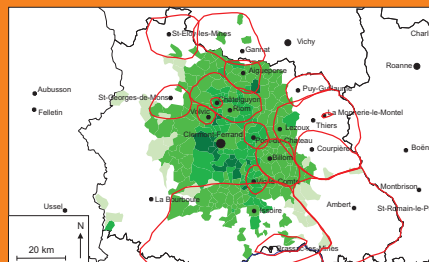 St-Eloy-les-Mines
Charl
Vichy
Gannat
Roanne
Aigueperse
Aubusson
Puy-Guillaume
St-Georges-de-Mons
Châtelguyon
Felletin
Riom
La Monnerie-le-Montel
Volvic
Thiers
Lezoux
Clermont-Ferrand
Pont-du-Chateau
Courpière
Boën
Billom
Vic-le-Comte
Montbrison
La Bourboule
Ussel
Ambert
St-Romain-le-P
Issoire
N
20 km
Brassac-les-Mines